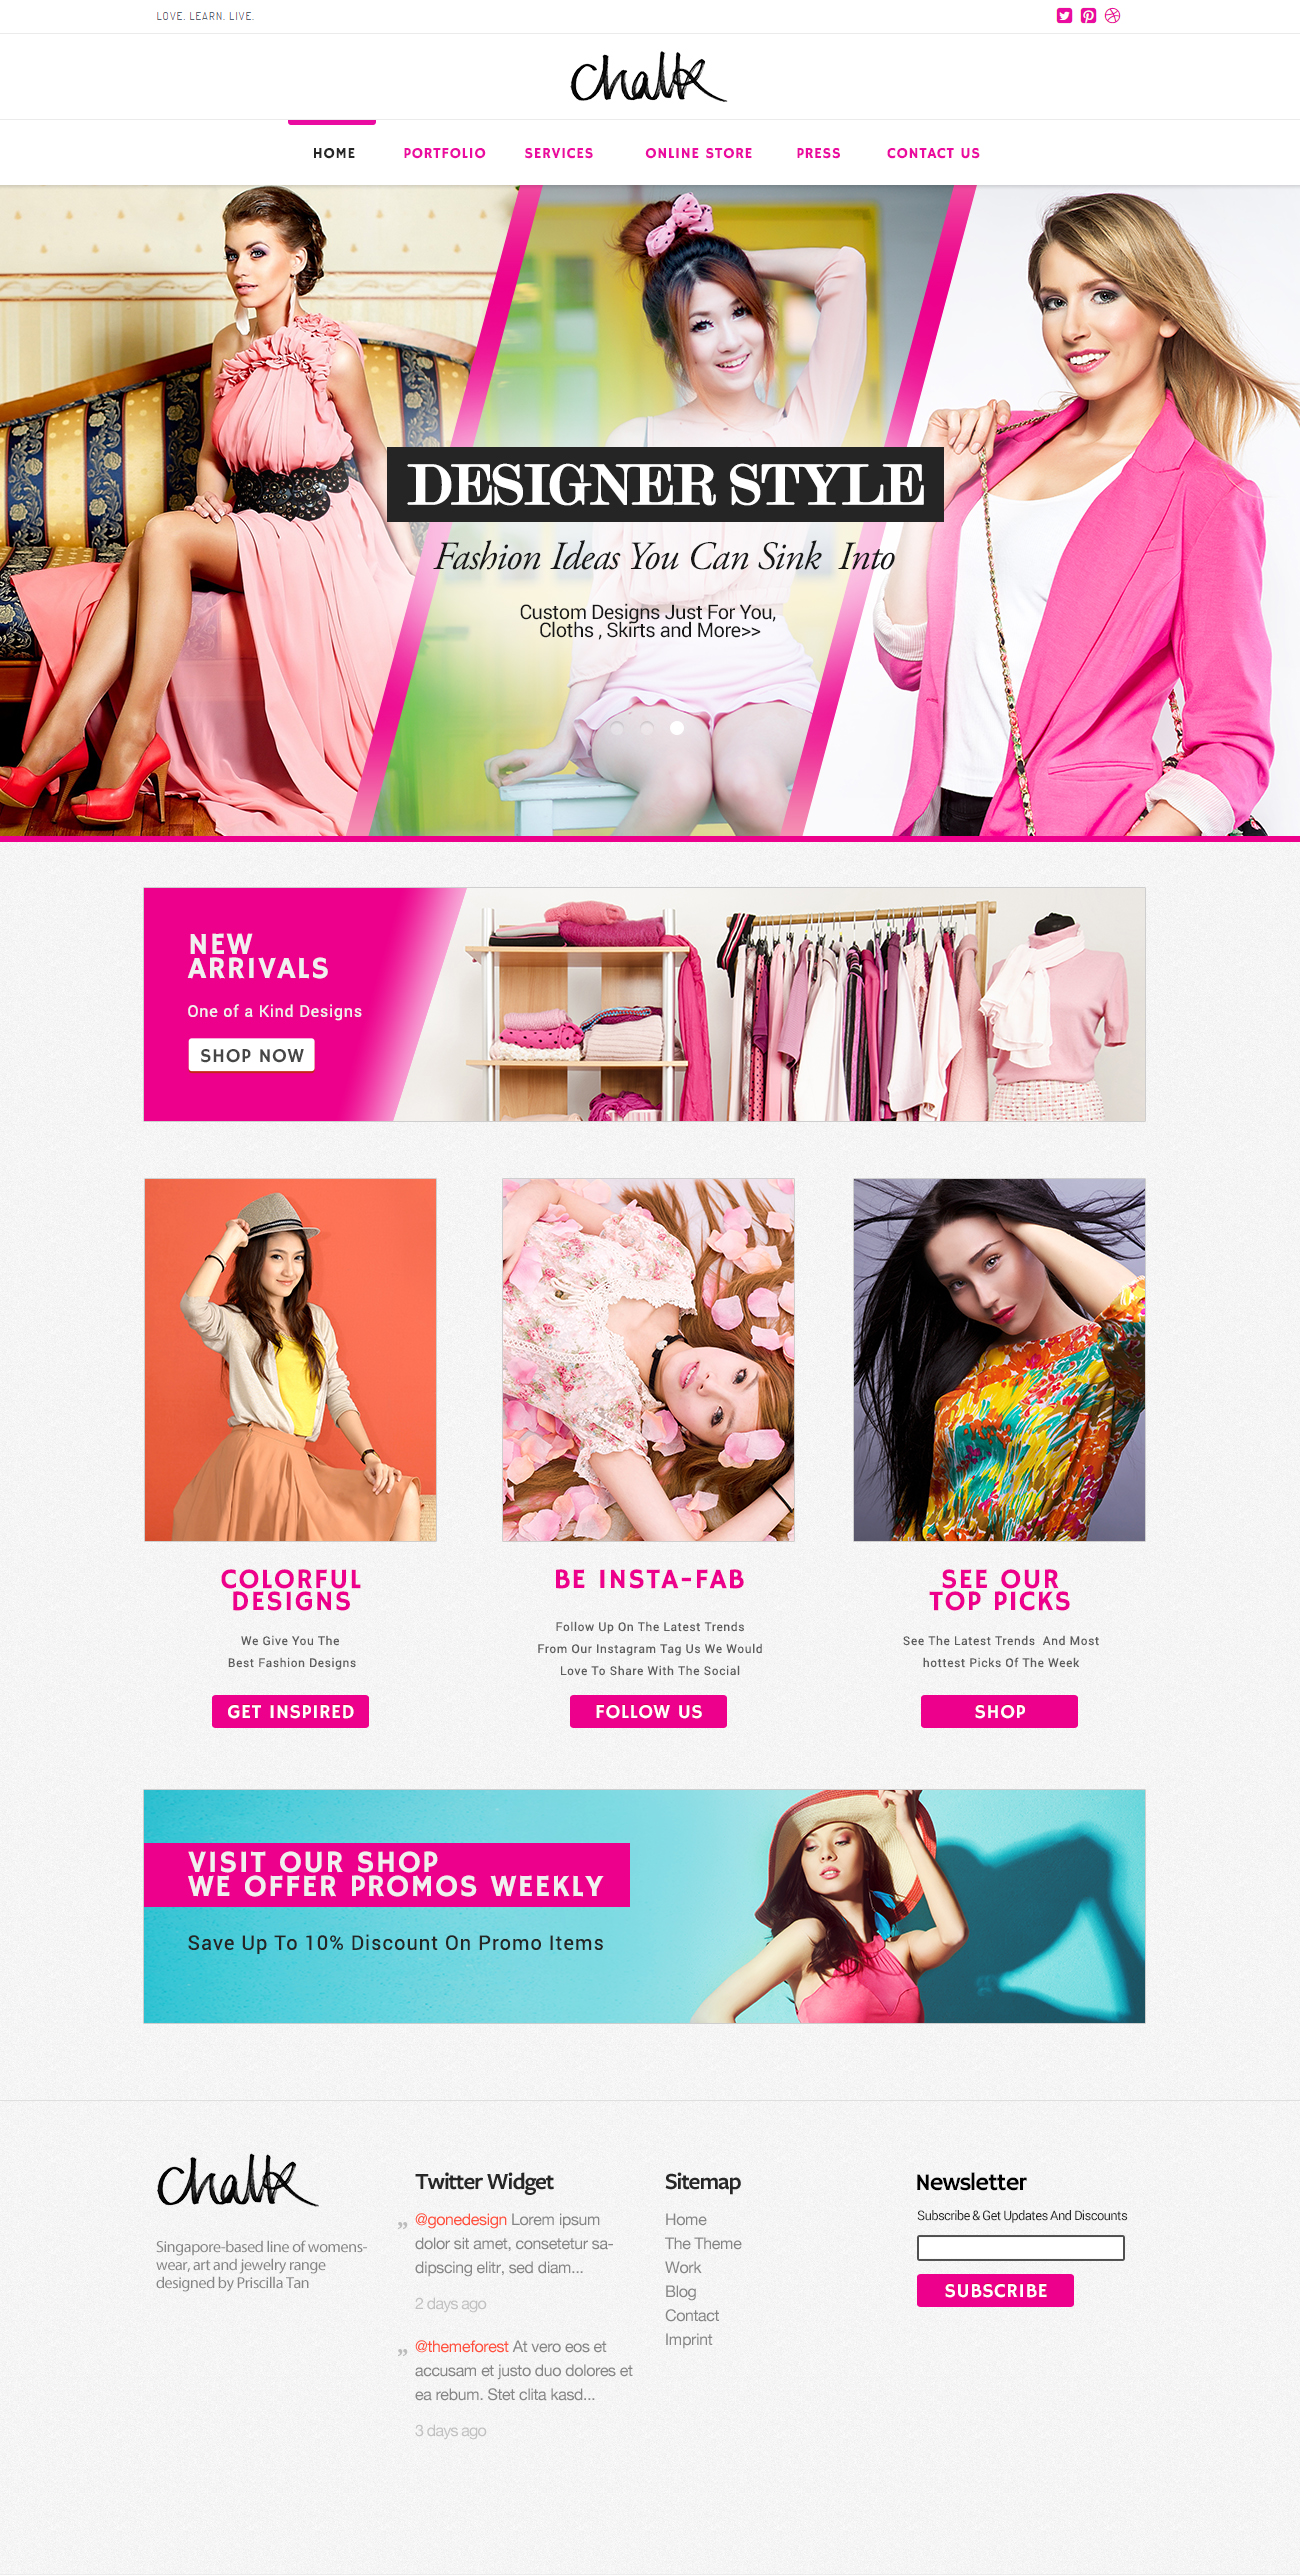 LOVE. LEARN. LIVE.
chalk
HOME PORTFOLIO SERVICES ONLINE STORE PRESS CONTACT US
DESIGNER STYLE
Fashion Ideas You Can Sink Into
Custom Designs Just For You,
Cloths , Skirts and More>>
NEW
ARRIVALS
One of a Kind Designs
SHOP NOW
COLORFUL
DESIGNS
We Give You The
Best Fashion Designs
GET INSPIRED
BE INSTA-FAB
Follow Up On The Latest Trends
From Our Instagram Tag Us We Would
Love To Share With The Social
FOLLOW US
SEE OUR
TOP PICKS
See The Latest Trends And Most
hottest Picks Of The Week
SHOP
VISIT OUR SHOP
WE OFFER PROMOS WEEKLY
Save Up To 10% Discount On Promo Items
chalk
Singapore-based line of womens-
wear, art and jewelry range
designed by Priscilla Tan
Twitter Widget
” @gonedesign Lorem ipsum
dolor sit amet, consetetur sa-
dipscing elitr, sed diam...
2 days ago
” @themeforest At vero eos et
accusam et justo duo dolores et
ea rebum. Stet clita kasd...
3 days ago
Sitemap
Home
The Theme
Work
Blog
Contact
Imprint
Newsletter
Subscribe & Get Updates And Discounts
SUBSCRIBE